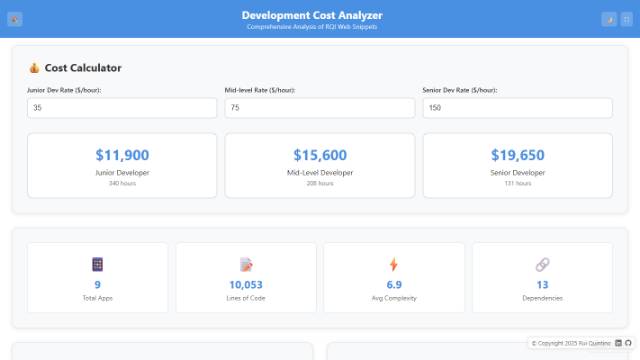 Development Cost Analyzer
Comprehensive Analysis of RQI Web Snippets
Cost Calculator
Junior Dev Rate ($/hour):
Mid-level Rate ($/hour):
Senior Dev Rate ($/hour):
35
75
150
$11,900
$15,600
$19,650
Junior Developer
Mid-Level Developer
Senior Developer
340 hours
208 hours
131 hours
9
10,053
6.9
13
Total Apps
Lines of Code
Avg Complexity
Dependencies
© Copyright 2025 Rui Quintino